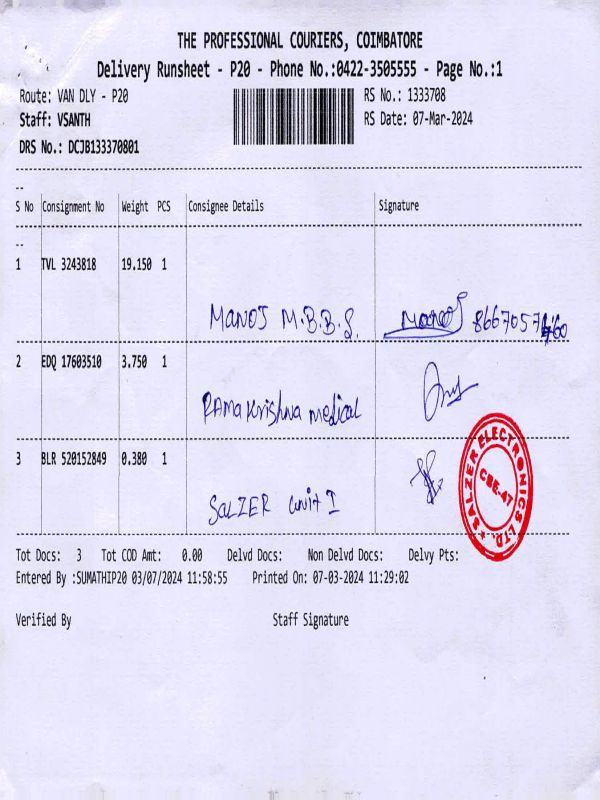 THE PROFESSIONAL COURIERS, COIMBATORE
Delivery Runsheet - P20 - Phone No.:0422-3505555 - Page No.:1
Route: VAN DLY - P20 RS No.: 1333708
Staff: VSANTH RS Date: 07-Mar-2024
DRS No.: DCJB133370801
--
S No Consignment No Weight PCS Consignee Details Signature
--
1 TVL 3243818 19.150 1
MANOJ M.B.B.S. Manoj
2 EDQ 17603510 3.750 1
RAMAKrishna medical
3 BLR 520152849 0.380 1
SALZER unit I
SALZER ELECTRONICS LTD. ★
CBE-47
Tot Docs: 3 Tot COD Amt: 0.00 Delvd Docs: Non Delvd Docs: Delvy Pts:
Entered By :SUMATHIP20 03/07/2024 11:58:55 Printed On: 07-03-2024 11:29:02
Verified By Staff Signature